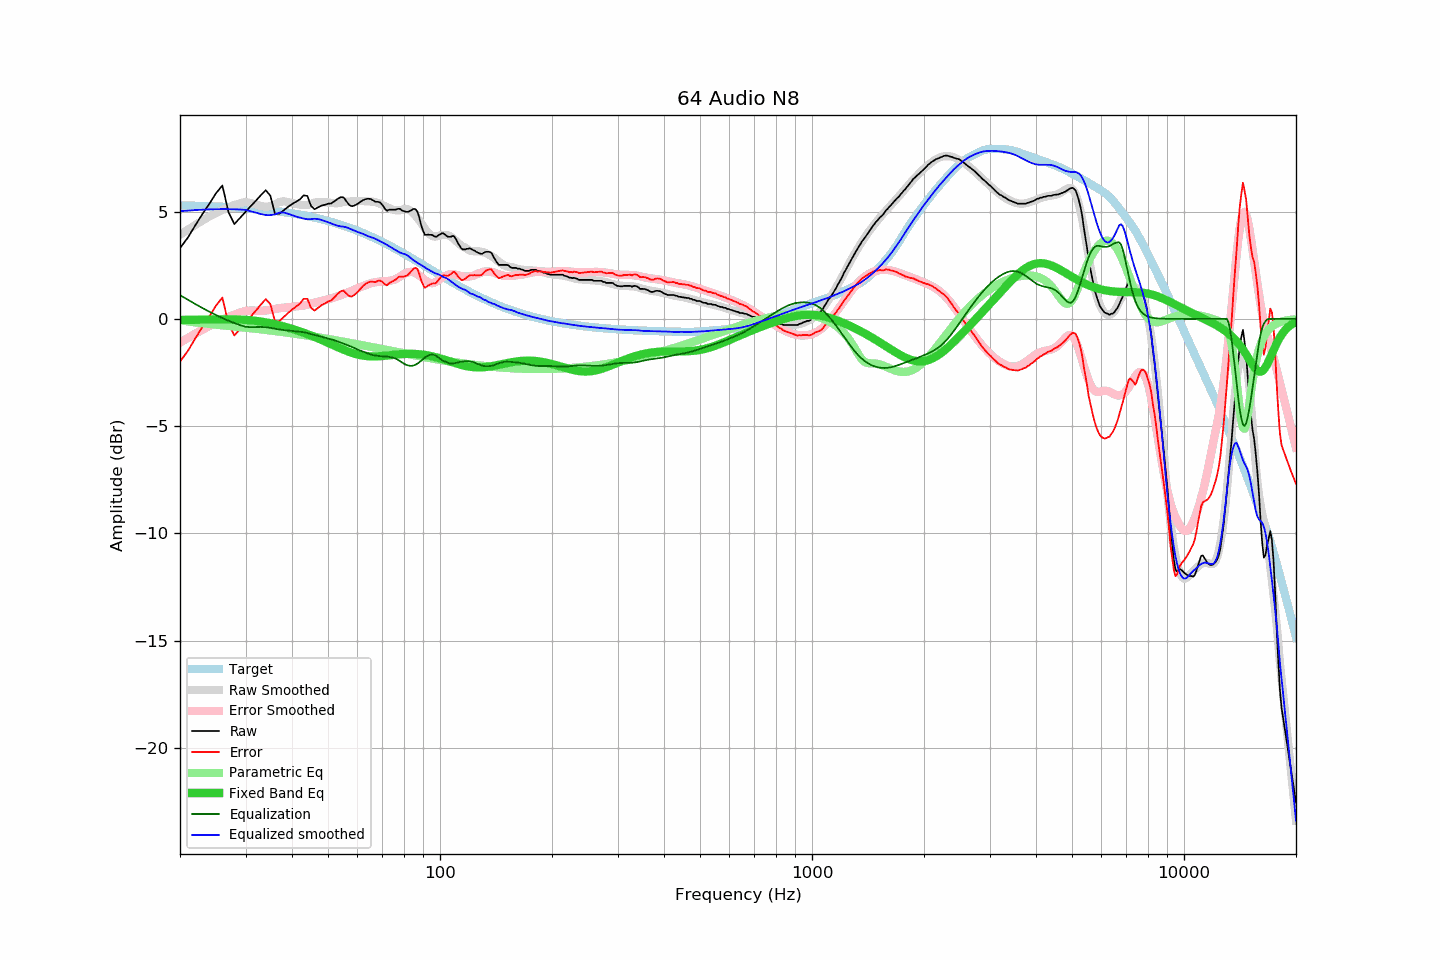 64 Audio N8
5
0
−5
−10
−15
−20
Amplitude (dBr)
Target
Raw Smoothed
Error Smoothed
Raw
Error
Parametric Eq
Fixed Band Eq
Equalization
Equalized smoothed
100 1000 10000
Frequency (Hz)